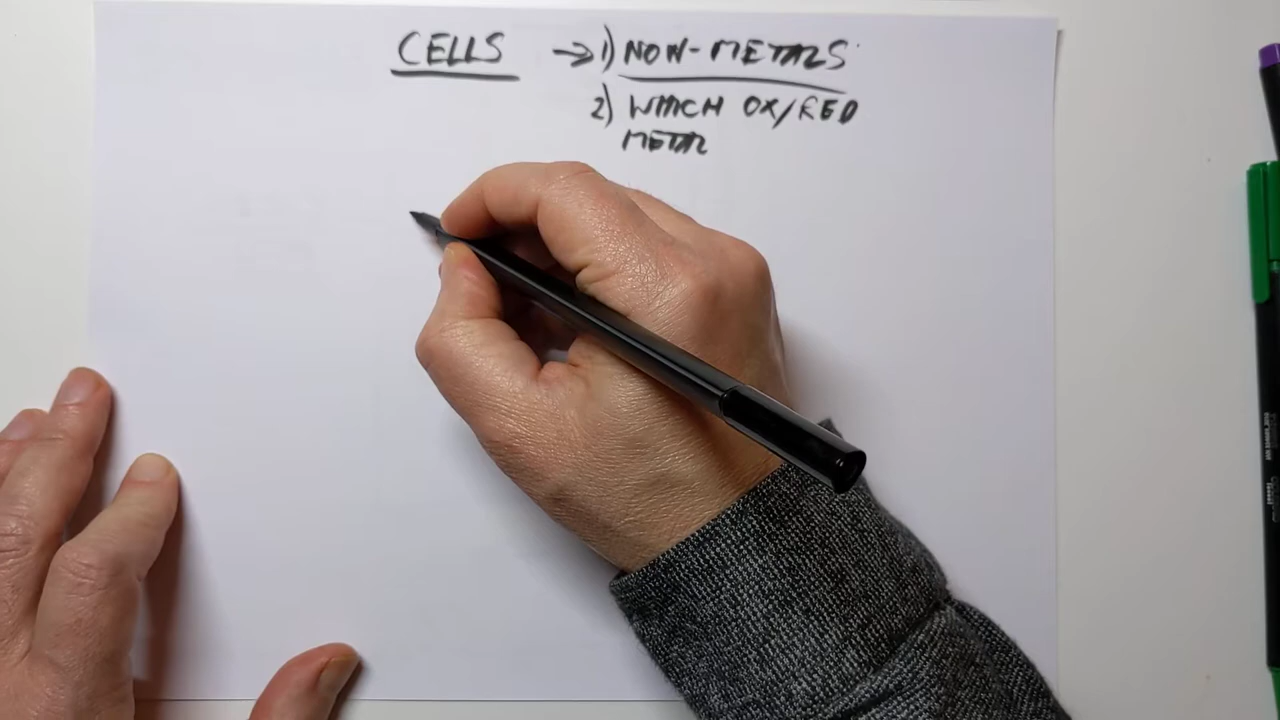 CELLS → 1) NON-METALS
2) WHICH OX/RED
METAL